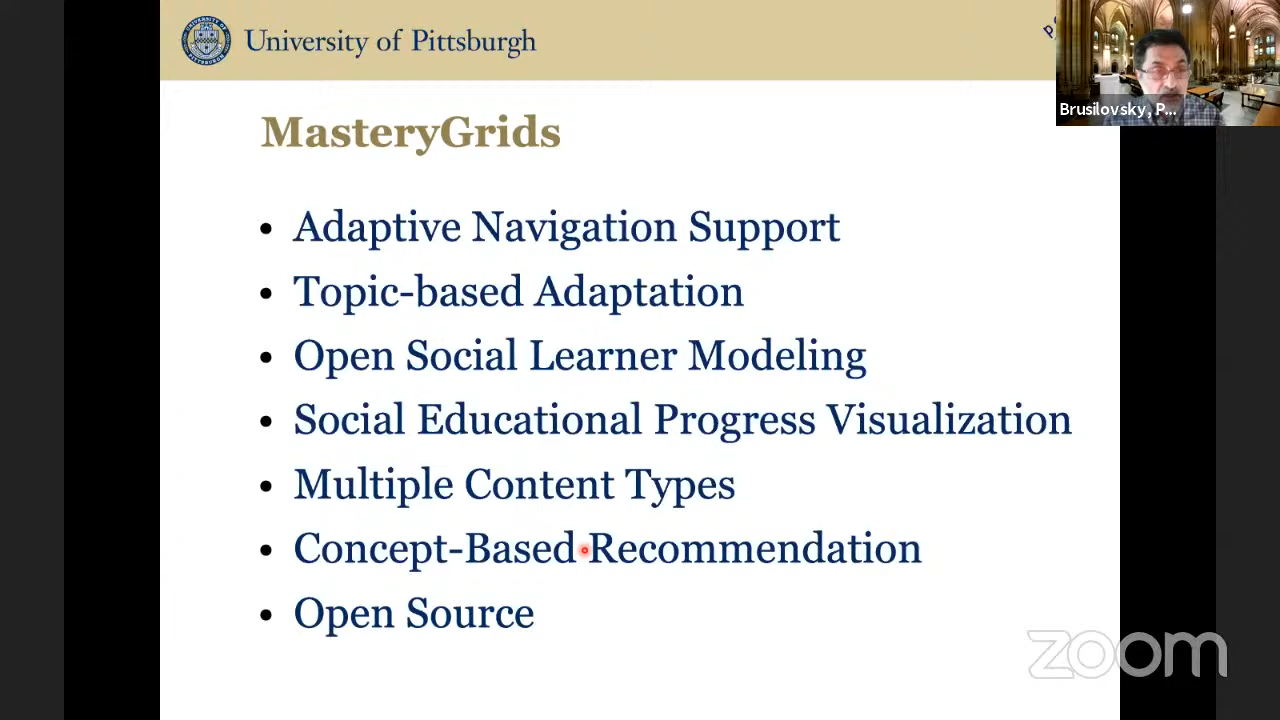 University of Pittsburgh
Brusilovsky, P...
MasteryGrids
• Adaptive Navigation Support
• Topic-based Adaptation
• Open Social Learner Modeling
• Social Educational Progress Visualization
• Multiple Content Types
• Concept-Based Recommendation
• Open Source
zoom